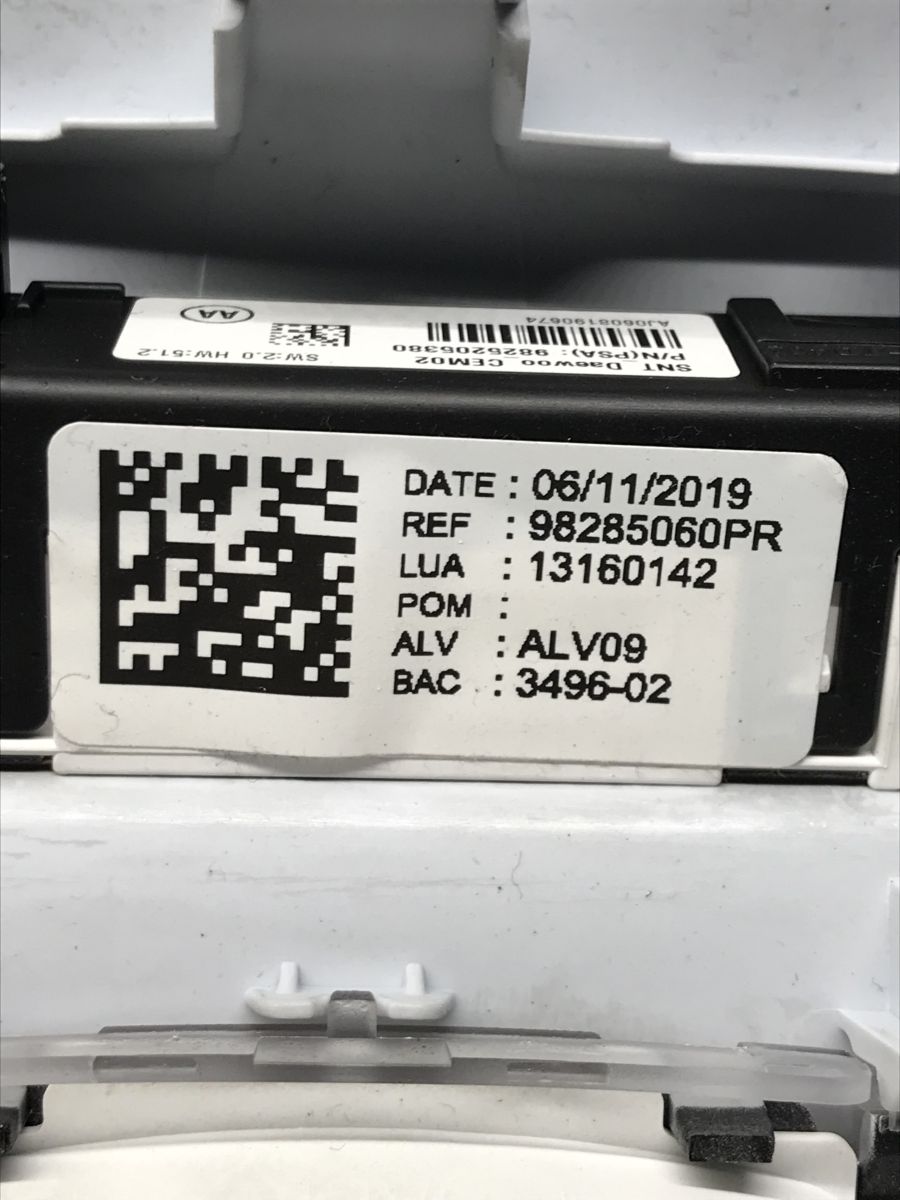 SNT Daewoo CEM02
P/N(PSA): 9825205380
AJ0608190674
SW:2.0 HW:51.2
AA
DATE : 06/11/2019
REF : 98285060PR
LUA : 13160142
POM :
ALV : ALV09
BAC : 3496-02